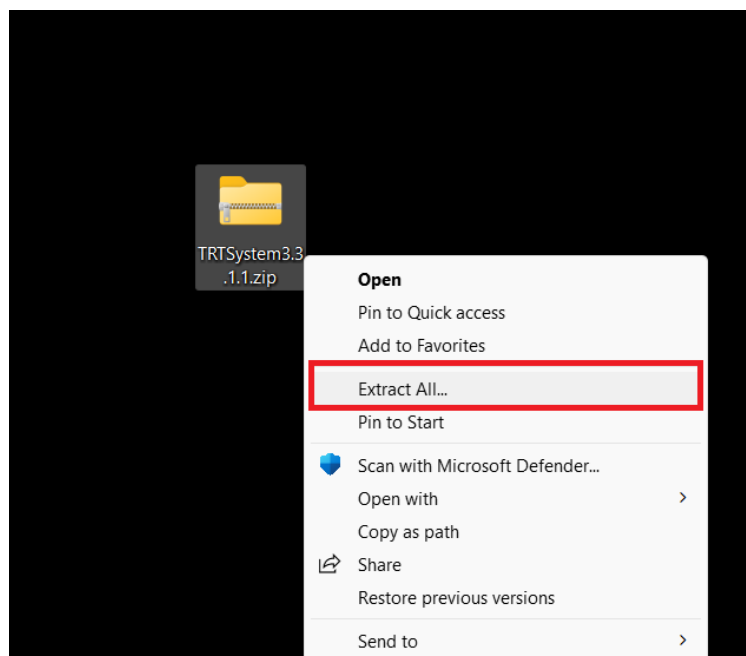 TRTSystem3.3
.1.1.zip
Open
Pin to Quick access
Add to Favorites
Extract All...
Pin to Start
Scan with Microsoft Defender...
Open with
Copy as path
Share
Restore previous versions
Send to